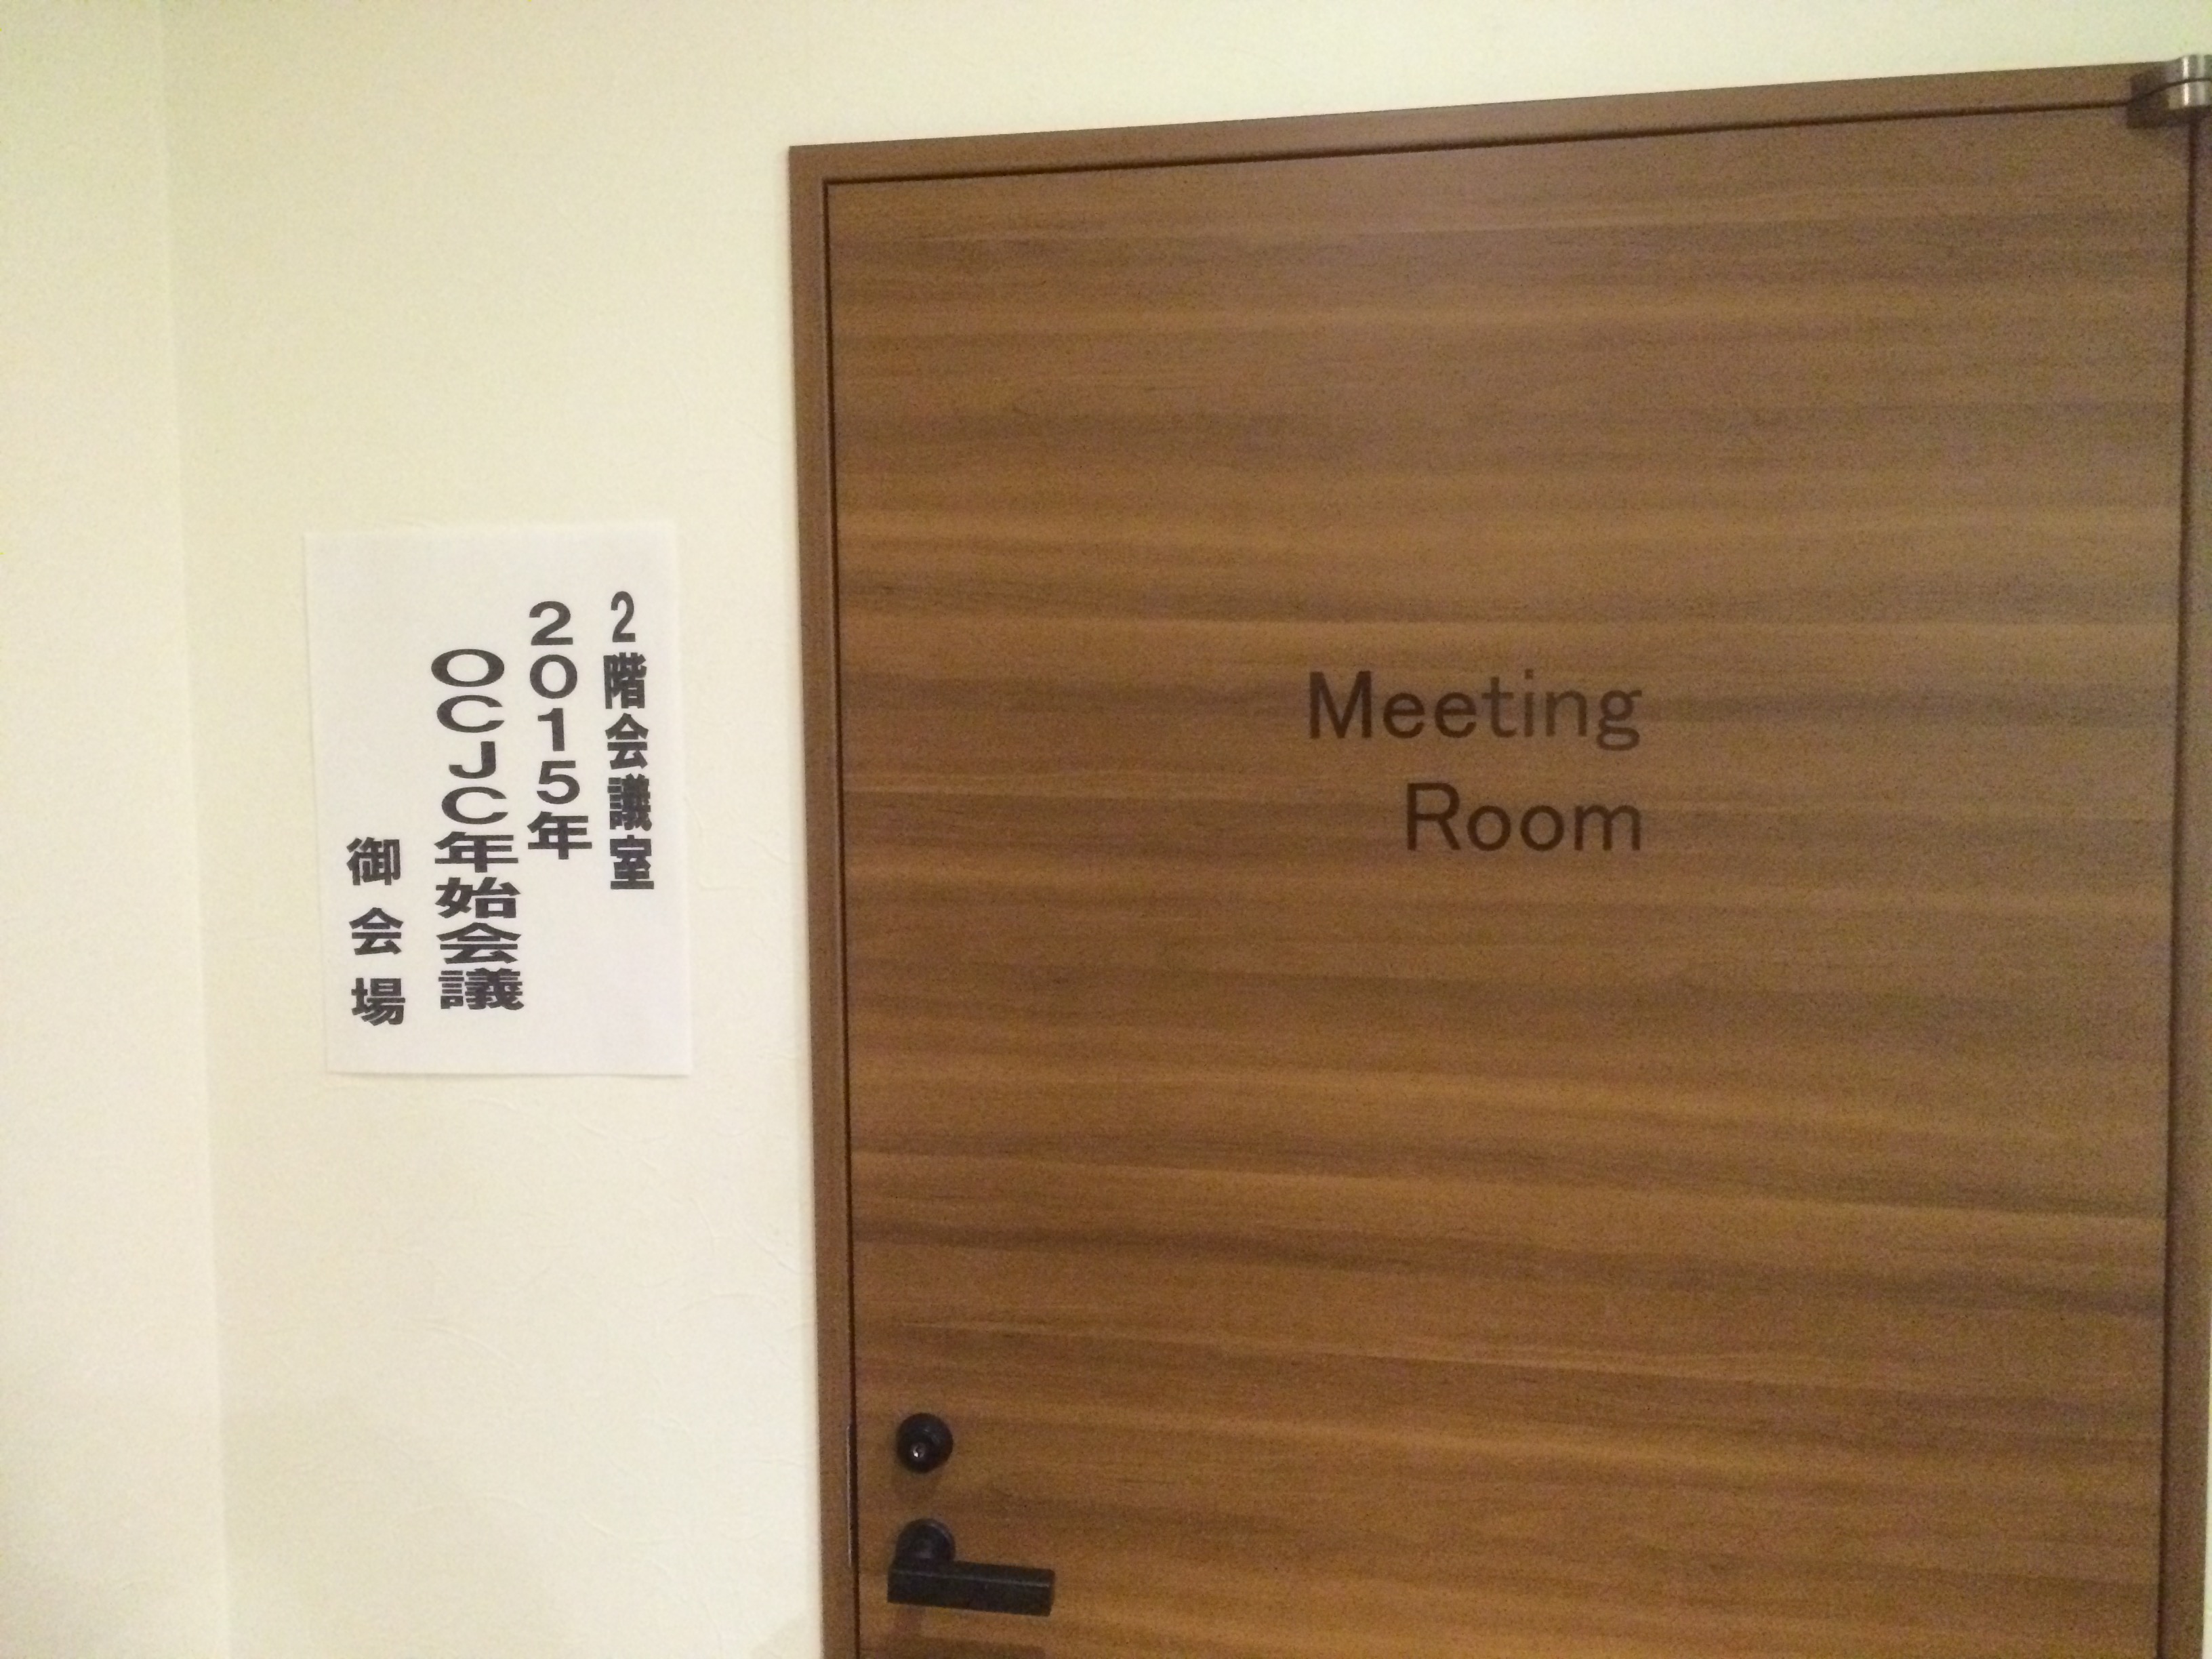 2階会議室
2015年
OCJC年始会議
御会場
Meeting
Room